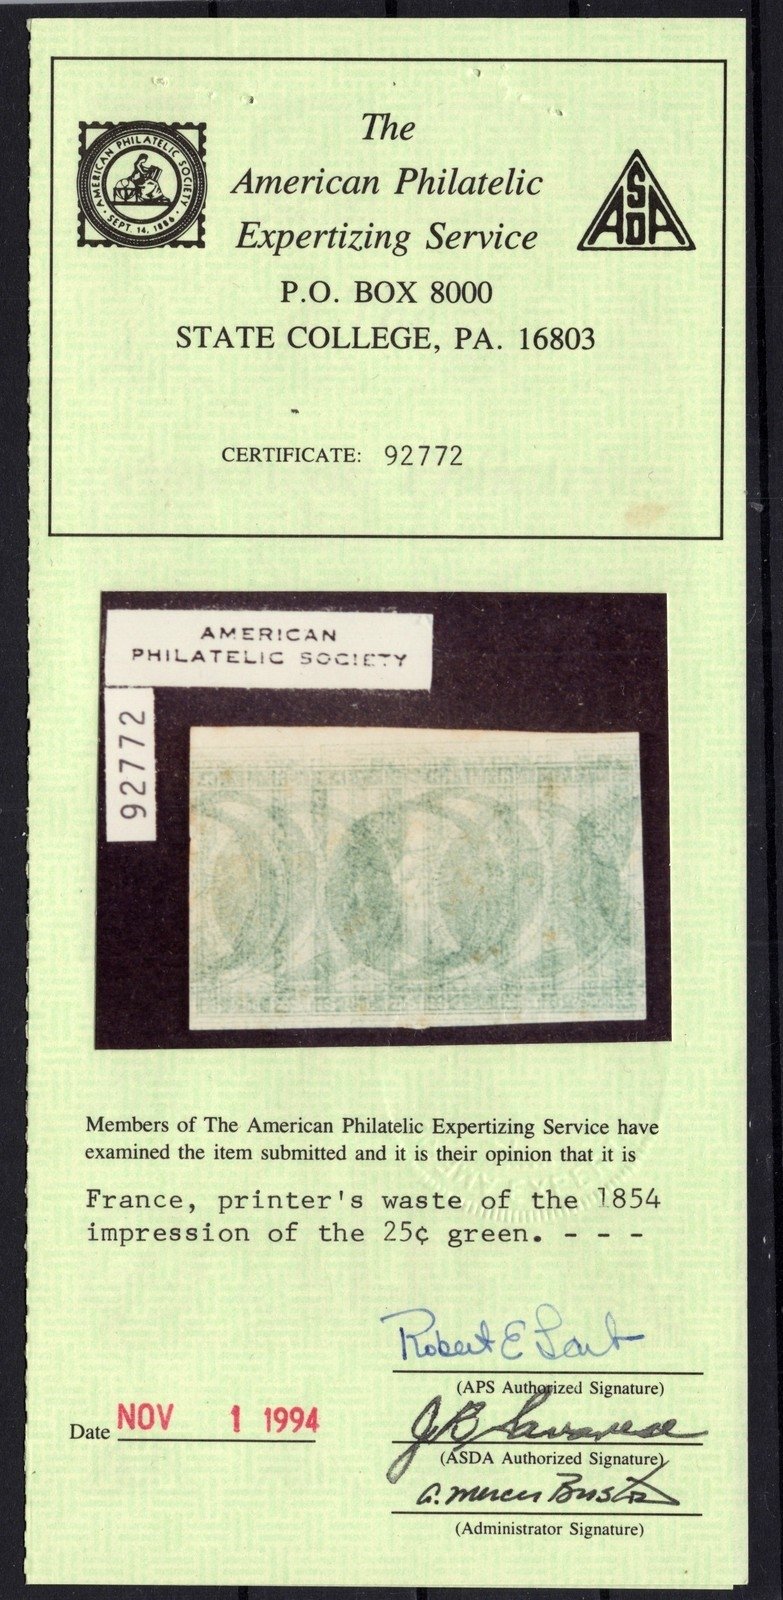 AMERICAN PHILATELIC SOCIETY
SEPT. 14, 1886
ASDA
The
American Philatelic
Expertizing Service
P.O. BOX 8000
STATE COLLEGE, PA. 16803
CERTIFICATE: 92772
AMERICAN
PHILATELIC SOCIETY
92772
Members of The American Philatelic Expertizing Service have
examined the item submitted and it is their opinion that it is
France, printer's waste of the 1854
impression of the 25¢ green. - - -
Robert E
(APS Authorized Signature)
Date NOV 1 1994
(ASDA Authorized Signature)
(Administrator Signature)